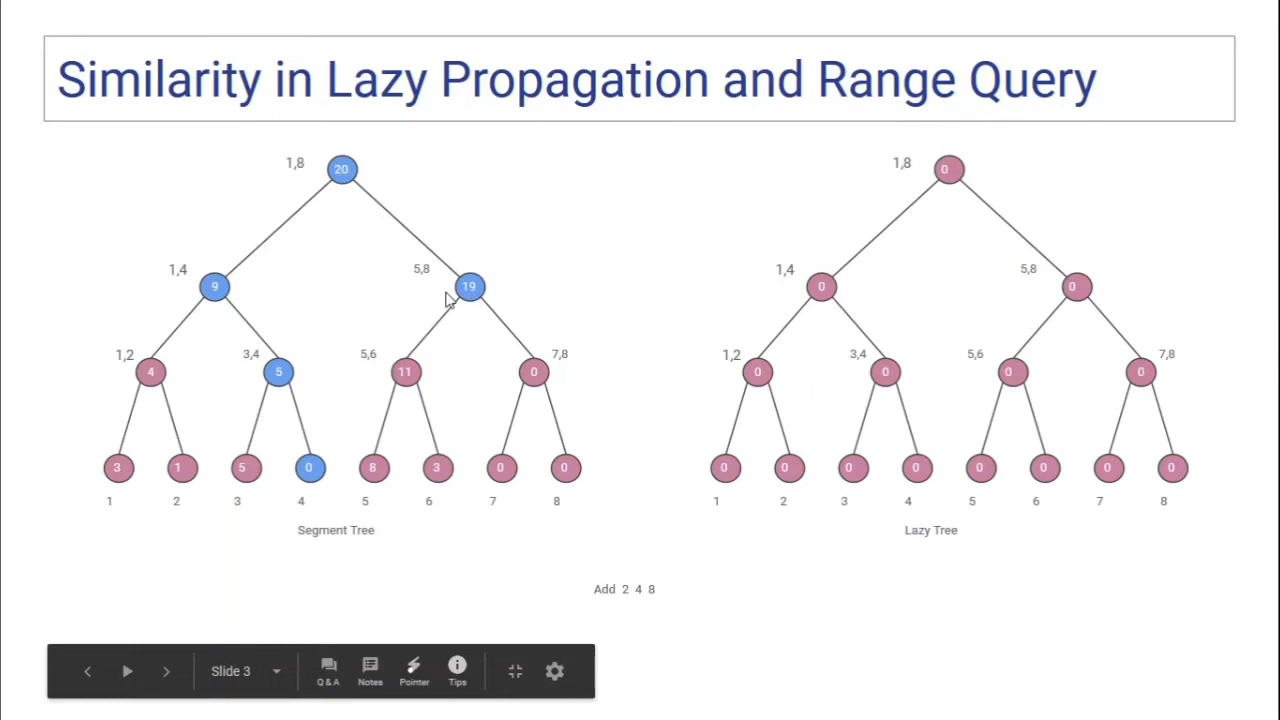 Similarity in Lazy Propagation and Range Query
1,8 20 1,8 0
1,4 9 5,8 19 1,4 0 5,8 0
1,2 4 3,4 5 5,6 11 7,8 0 1,2 0 3,4 0 5,6 0 7,8 0
3 1 5 0 8 3 0 0 0 0 0 0 0 0 0 0
1 2 3 4 5 6 7 8 1 2 3 4 5 6 7 8
Segment Tree Lazy Tree
Add 2 4 8
Slide 3 Q & A Notes Pointer Tips